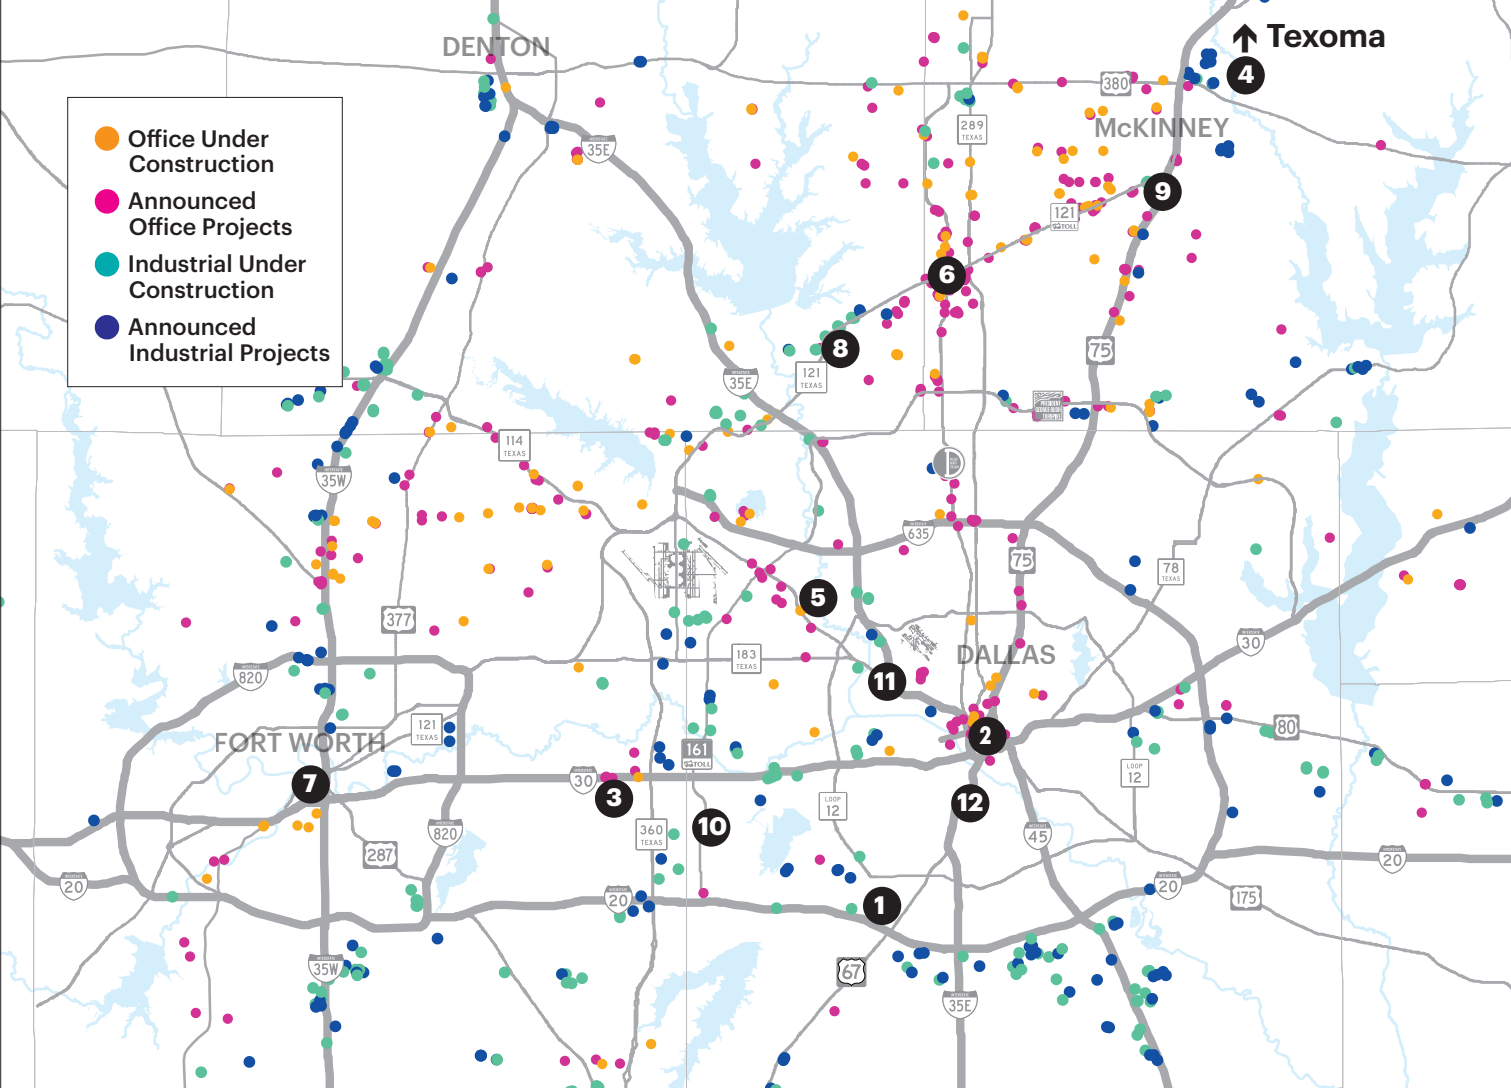 DENTON
Texoma
4
380
Office Under
Construction
Announced
Office Projects
Industrial Under
Construction
Announced
Industrial Projects
289
TEXAS
McKINNEY
35E
9
121
TOLL
6
75
8
121
TEXAS
35E
114
TEXAS
35W
635
75
78
TEXAS
5
377
183
TEXAS
DALLAS
30
820
11
121
TEXAS
FORT WORTH
2
80
161
TOLL
7
30
3
LOOP
12
LOOP
12
12
10
360
TEXAS
820
45
287
20
20
20
20
175
1
35W
67
35E